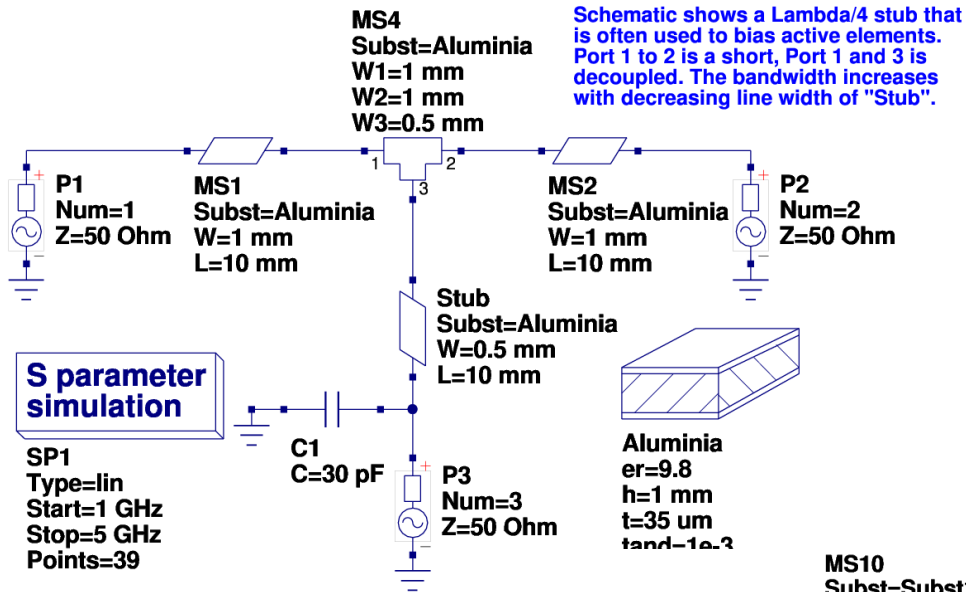 MS4
Subst=Aluminia
W1=1 mm
W2=1 mm
W3=0.5 mm
Schematic shows a Lambda/4 stub that
is often used to bias active elements.
Port 1 to 2 is a short, Port 1 and 3 is
decoupled. The bandwidth increases
with decreasing line width of "Stub".
1
2
3
+
P1
Num=1
Z=50 Ohm
−
MS1
Subst=Aluminia
W=1 mm
L=10 mm
MS2
Subst=Aluminia
W=1 mm
L=10 mm
+
P2
Num=2
Z=50 Ohm
−
Stub
Subst=Aluminia
W=0.5 mm
L=10 mm
S parameter
simulation
SP1
Type=lin
Start=1 GHz
Stop=5 GHz
Points=39
C1
C=30 pF
+
P3
Num=3
Z=50 Ohm
−
Aluminia
er=9.8
h=1 mm
t=35 um
tand=1e-3
MS10